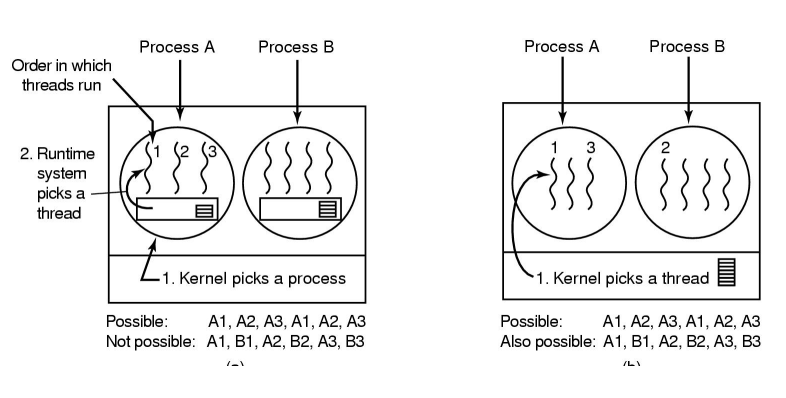 Process A
Process B
Order in which
threads run
1
2
3
2. Runtime
system
picks a
thread
1. Kernel picks a process
Possible: A1, A2, A3, A1, A2, A3
Not possible: A1, B1, A2, B2, A3, B3
(a)
Process A
Process B
1
3
2
1. Kernel picks a thread
Possible: A1, A2, A3, A1, A2, A3
Also possible: A1, B1, A2, B2, A3, B3
(b)